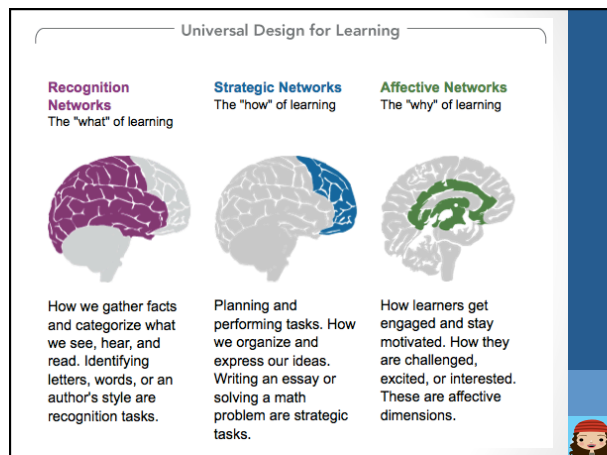 Universal Design for Learning
Recognition
Networks
The "what" of learning
How we gather facts
and categorize what
we see, hear, and
read. Identifying
letters, words, or an
author's style are
recognition tasks.
Strategic Networks
The "how" of learning
Planning and
performing tasks. How
we organize and
express our ideas.
Writing an essay or
solving a math
problem are strategic
tasks.
Affective Networks
The "why" of learning
How learners get
engaged and stay
motivated. How they
are challenged,
excited, or interested.
These are affective
dimensions.